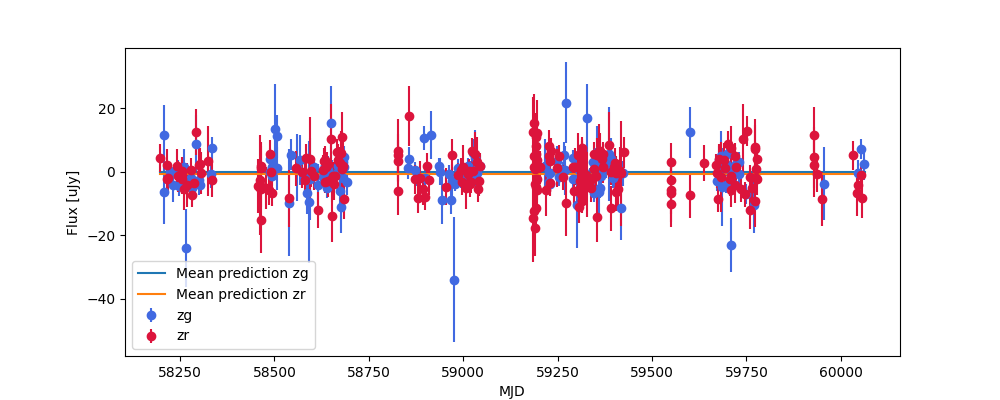 20
0
−20
−40
Flux [uJy]
Mean prediction zg
Mean prediction zr
zg
zr
58250 58500 58750 59000 59250 59500 59750 60000
MJD